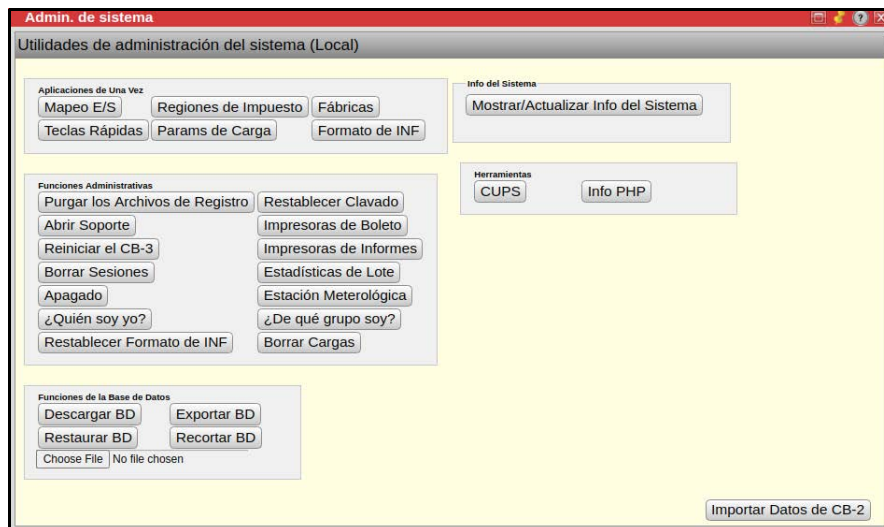 Admin. de sistema
Utilidades de administración del sistema (Local)
Aplicaciones de Una Vez
Mapeo E/S Regiones de Impuesto Fábricas
Teclas Rápidas Params de Carga Formato de INF
Info del Sistema
Mostrar/Actualizar Info del Sistema
Funciones Administrativas
Purgar los Archivos de Registro Restablecer Clavado
Abrir Soporte Impresoras de Boleto
Reiniciar el CB-3 Impresoras de Informes
Borrar Sesiones Estadísticas de Lote
Apagado Estación Meterológica
¿Quién soy yo? ¿De qué grupo soy?
Restablecer Formato de INF Borrar Cargas
Herramientas
CUPS Info PHP
Funciones de la Base de Datos
Descargar BD Exportar BD
Restaurar BD Recortar BD
Choose File No file chosen
Importar Datos de CB-2